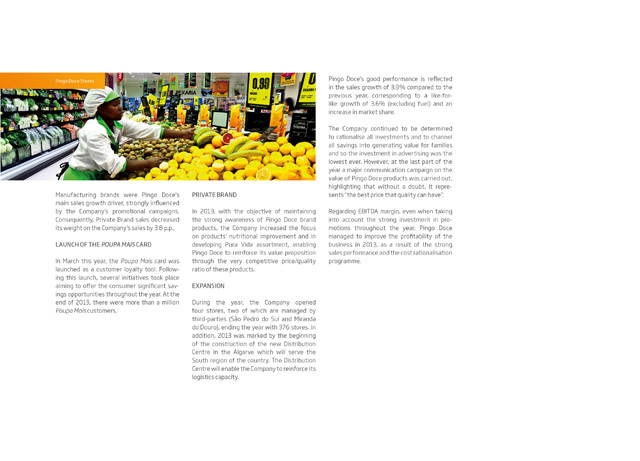 Pingo Doce Stores
0,99
Manufacturing brands were Pingo Doce's
main sales growth driver, strongly influenced
by the Company's promotional campaigns.
Consequently, Private Brand sales decreased
its weight on the Company's sales by 3.8 p.p..
LAUNCH OF THE POUPA MAIS CARD
In March this year, the Poupa Mais card was
launched as a customer loyalty tool. Follow-
ing this launch, several initiatives took place
aiming to offer the consumer significant sav-
ings opportunities throughout the year. At the
end of 2013, there were more than a million
Poupa Mais customers.
PRIVATE BRAND
In 2013, with the objective of maintaining
the strong awareness of Pingo Doce brand
products, the Company increased the focus
on products' nutritional improvement and in
developing Pura Vida assortment, enabling
Pingo Doce to reinforce its value proposition
through the very competitive price/quality
ratio of these products.
EXPANSION
During the year, the Company opened
four stores, two of which are managed by
third-parties (São Pedro do Sul and Miranda
do Douro), ending the year with 376 stores. In
addition, 2013 was marked by the beginning
of the construction of the new Distribution
Centre in the Algarve which will serve the
South region of the country. The Distribution
Centre will enable the Company to reinforce its
logistics capacity.
Pingo Doce's good performance is reflected
in the sales growth of 3.9% compared to the
previous year, corresponding to a like-for-
like growth of 3.6% (excluding fuel) and an
increase in market share.
The Company continued to be determined
to rationalise all investments and to channel
all savings into generating value for families
and so the investment in advertising was the
lowest ever. However, at the last part of the
year a major communication campaign on the
value of Pingo Doce products was carried out,
highlighting that without a doubt, it repre-
sents "the best price that quality can have".
Regarding EBITDA margin, even when taking
into account the strong investment in pro-
motions throughout the year, Pingo Doce
managed to improve the profitability of the
business in 2013, as a result of the strong
sales performance and the cost rationalisation
programme.